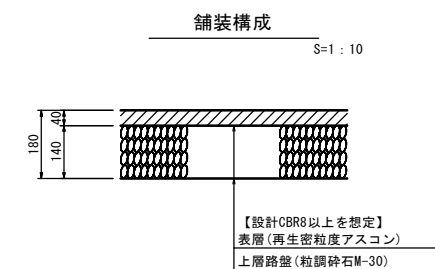 舗装構成
S=1：10
40
180
140
【設計CBR8以上を想定】
表層(再生密粒度アスコン)
上層路盤(粒調砕石M-30)